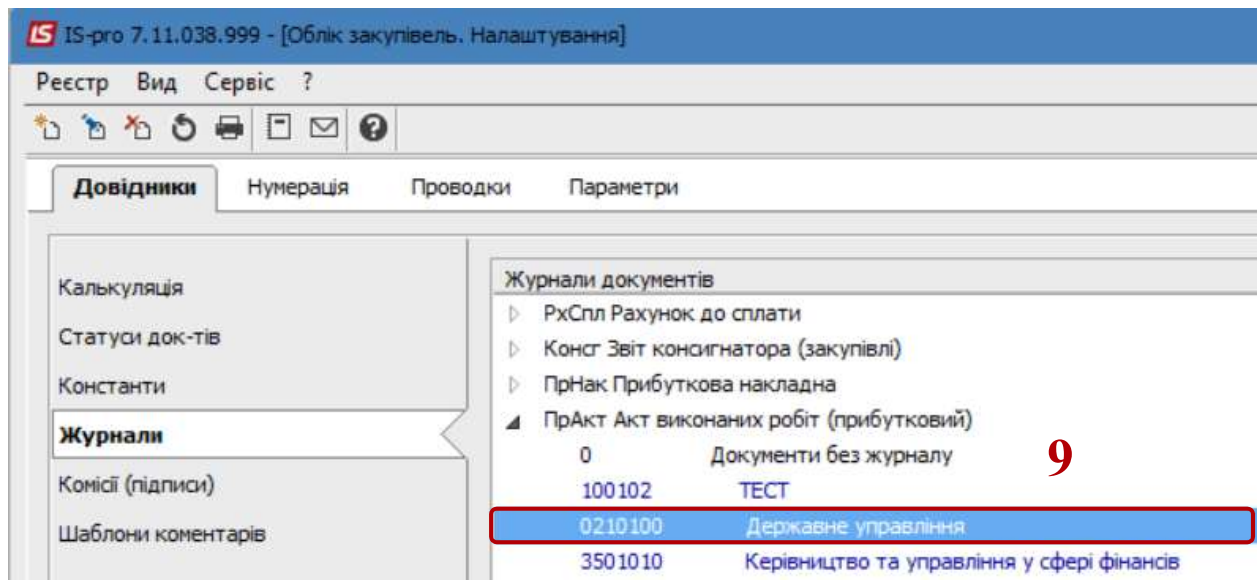 IS IS-pro 7.11.038.999 - [Облік закупівель. Налаштування]
Реєстр Вид Сервіс ?
Довідники Нумерація Проводки Параметри
Калькуляція
Статуси док-тів
Константи
Журнали
Комісії (підписи)
Шаблони коментарів
Журнали документів
РхСпл Рахунок до сплати
Консг Звіт консигнатора (закупівлі)
ПрНак Прибуткова накладна
ПрАкт Акт виконаних робіт (прибутковий)
0 Документи без журналу
9
100102 ТЕСТ
0210100 Державне управління
3501010 Керівництво та управління у сфері фінансів